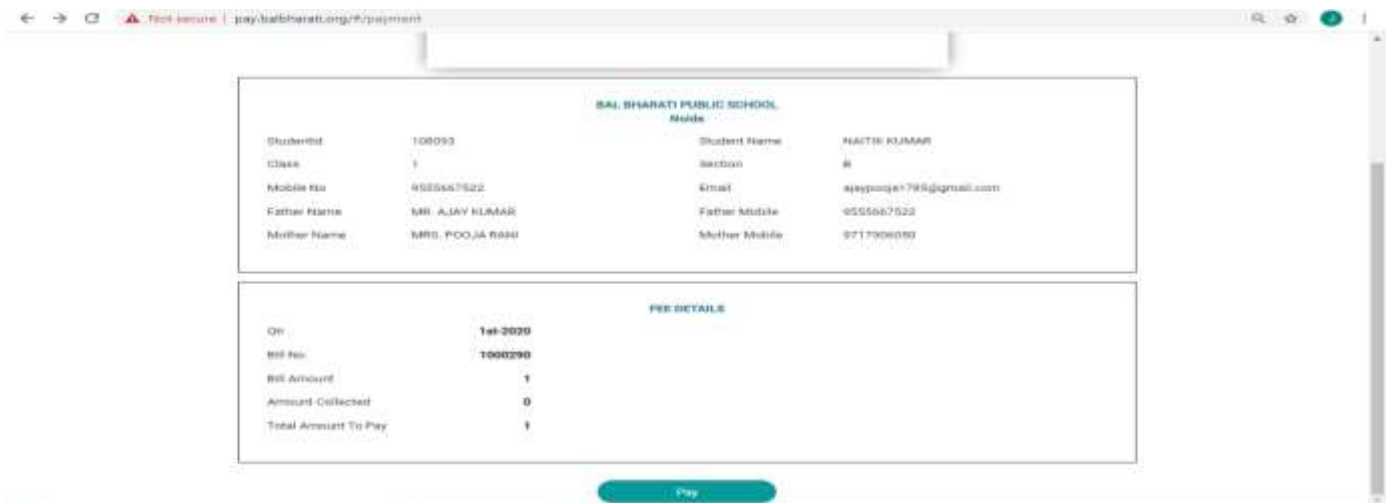 Not secure | pay.balbharati.org/#/payment
BAL BHARATI PUBLIC SCHOOL
Noida
StudentId 108093 Student Name NAITIK KUMAR
Class 1 Section B
Mobile No 9555667522 Email ajaypooja1785@gmail.com
Father Name MR. AJAY KUMAR Father Mobile 9555667522
Mother Name MRS. POOJA RANI Mother Mobile
FEE DETAILS
Qtr 1st-2020
Bill No. 1000290
Bill Amount 1
Amount Collected 0
Total Amount To Pay 1
Pay